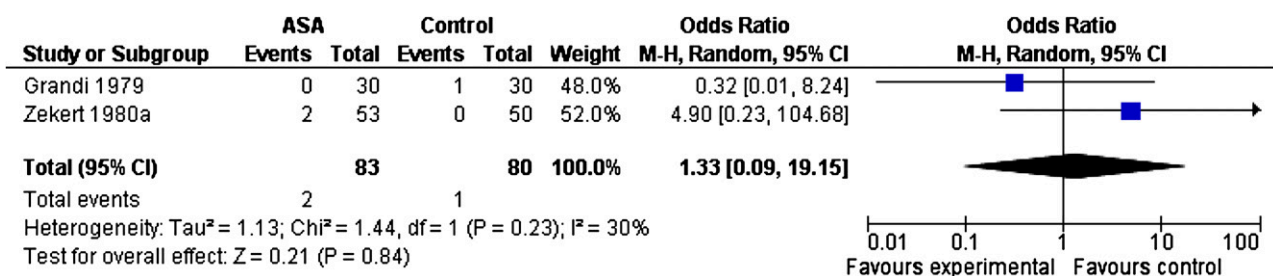 ASA Control Odds Ratio Odds Ratio
Study or Subgroup Events Total Events Total Weight M-H, Random, 95% CI M-H, Random, 95% CI
Grandi 1979 0 30 1 30 48.0% 0.32 [0.01, 8.24]
Zekert 1980a 2 53 0 50 52.0% 4.90 [0.23, 104.68]
Total (95% CI) 83 80 100.0% 1.33 [0.09, 19.15]
Total events 2 1
Heterogeneity: Tau² = 1.13; Chi² = 1.44, df = 1 (P = 0.23); I² = 30%
Test for overall effect: Z = 0.21 (P = 0.84)
0.01 0.1 1 10 100
Favours experimental Favours control